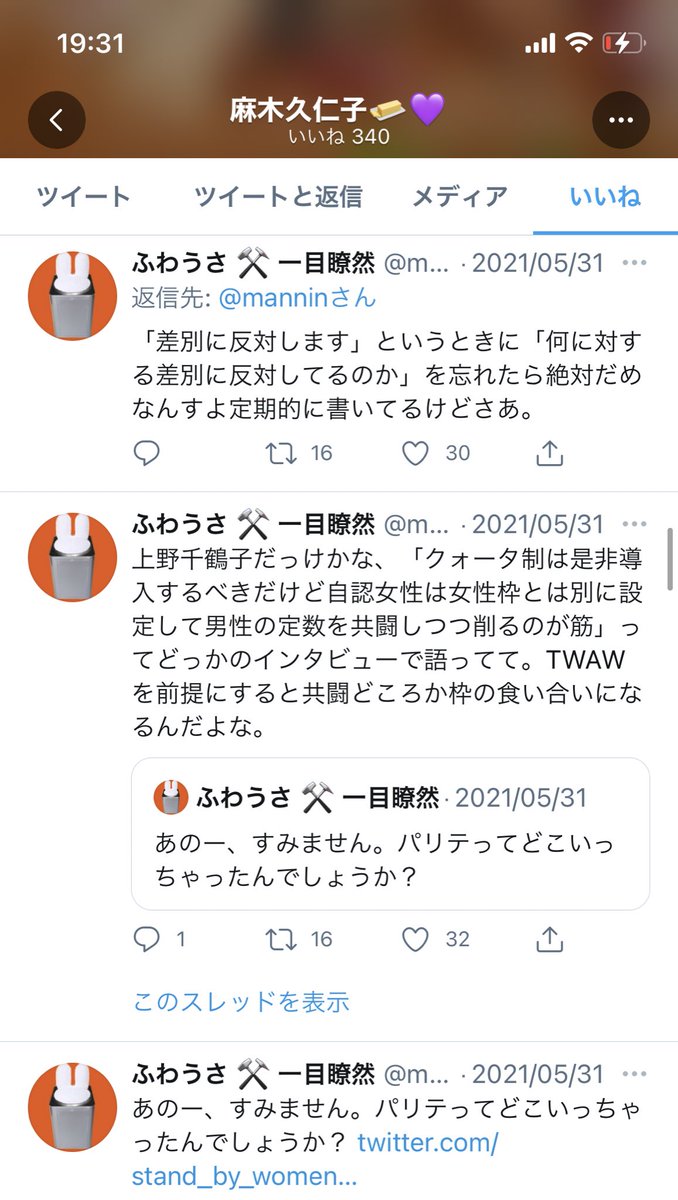 19:31
麻木久仁子🧈💜
いいね 340
ツイート ツイートと返信 メディア いいね
ふわうさ ⚒ 一目瞭然 @m... · 2021/05/31
返信先: @manninさん
「差別に反対します」というときに「何に対す
る差別に反対してるのか」を忘れたら絶対だめ
なんすよ定期的に書いてるけどさあ。
16 30
ふわうさ ⚒ 一目瞭然 @m... · 2021/05/31
上野千鶴子だっけかな、「クォータ制は是非導
入するべきだけど自認女性は女性枠とは別に設
定して男性の定数を共闘しつつ削るのが筋」っ
てどっかのインタビューで語ってて。TWAW
を前提にすると共闘どころか枠の食い合いにな
るんだよな。
ふわうさ ⚒ 一目瞭然 · 2021/05/31
あのー、すみません。パリテってどこいっ
ちゃったんでしょうか？
1 16 32
このスレッドを表示
ふわうさ ⚒ 一目瞭然 @m... · 2021/05/31
あのー、すみません。パリテってどこいっちゃ
ったんでしょうか？ twitter.com/
stand_by_women...